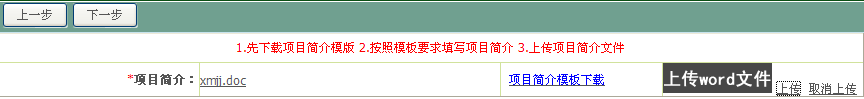 上一步 下一步
1.先下载项目简介模版 2.按照模板要求填写项目简介 3.上传项目简介文件
*项目简介： xmjj.doc 项目简介模板下载 上传word文件 上传 取消上传